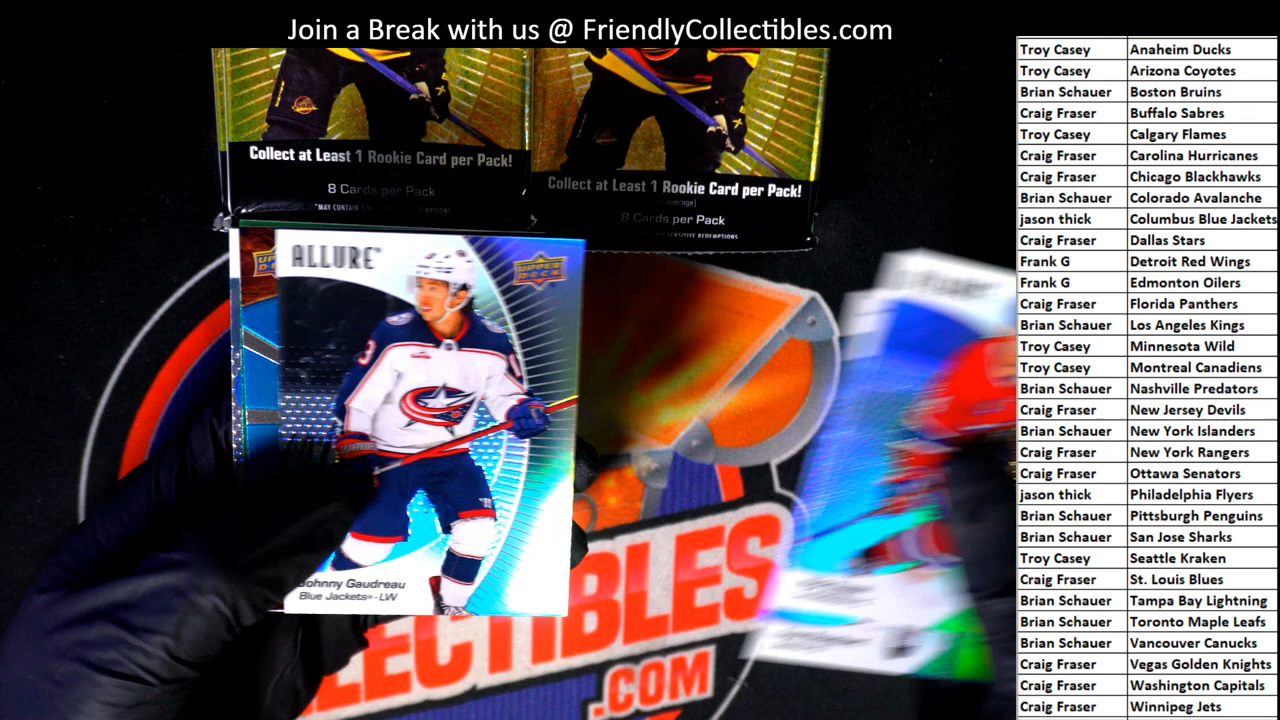 Join a Break with us @ FriendlyCollectibles.com
Collect at Least 1 Rookie Card per Pack!
8 Cards per Pack
Collect at Least 1 Rookie Card per Pack!
8 Cards per Pack
ALLURE
UPPER DECK
Johnny Gaudreau
Blue Jackets - LW
LECTIBLES
.COM
Troy Casey Anaheim Ducks
Troy Casey Arizona Coyotes
Brian Schauer Boston Bruins
Craig Fraser Buffalo Sabres
Troy Casey Calgary Flames
Craig Fraser Carolina Hurricanes
Craig Fraser Chicago Blackhawks
Brian Schauer Colorado Avalanche
jason thick Columbus Blue Jackets
Craig Fraser Dallas Stars
Frank G Detroit Red Wings
Frank G Edmonton Oilers
Craig Fraser Florida Panthers
Brian Schauer Los Angeles Kings
Troy Casey Minnesota Wild
Troy Casey Montreal Canadiens
Brian Schauer Nashville Predators
Craig Fraser New Jersey Devils
Brian Schauer New York Islanders
Craig Fraser New York Rangers
Craig Fraser Ottawa Senators
jason thick Philadelphia Flyers
Brian Schauer Pittsburgh Penguins
Brian Schauer San Jose Sharks
Troy Casey Seattle Kraken
Craig Fraser St. Louis Blues
Brian Schauer Tampa Bay Lightning
Brian Schauer Toronto Maple Leafs
Brian Schauer Vancouver Canucks
Craig Fraser Vegas Golden Knights
Craig Fraser Washington Capitals
Craig Fraser Winnipeg Jets